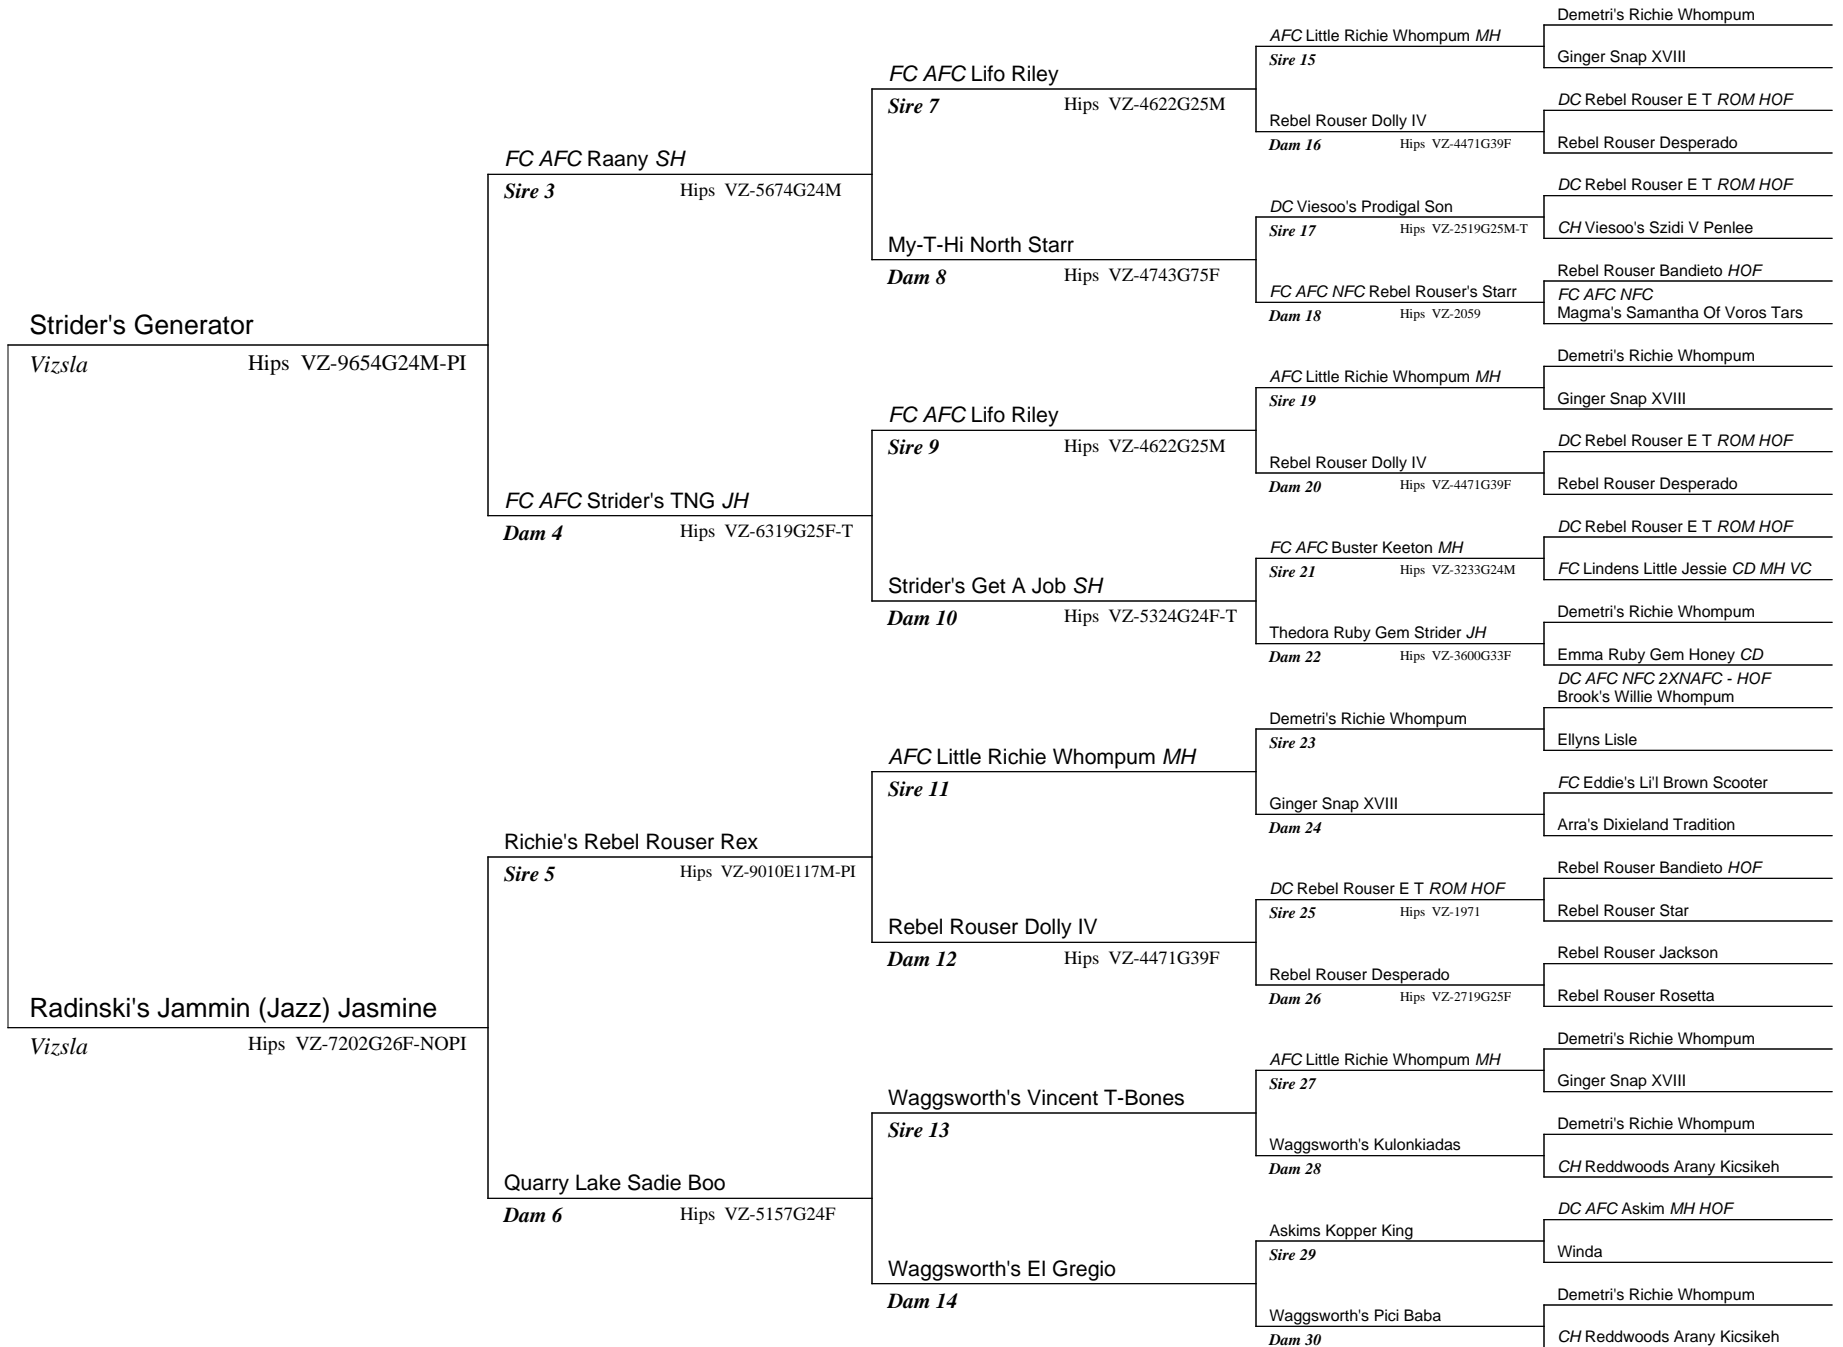 Strider's Generator
Vizsla Hips VZ-9654G24M-PI
Radinski's Jammin (Jazz) Jasmine
Vizsla Hips VZ-7202G26F-NOPI
FC AFC Raany SH
Sire 3 Hips VZ-5674G24M
FC AFC Strider's TNG JH
Dam 4 Hips VZ-6319G25F-T
Richie's Rebel Rouser Rex
Sire 5 Hips VZ-9010E117M-PI
Quarry Lake Sadie Boo
Dam 6 Hips VZ-5157G24F
FC AFC Lifo Riley
Sire 7 Hips VZ-4622G25M
My-T-Hi North Starr
Dam 8 Hips VZ-4743G75F
FC AFC Lifo Riley
Sire 9 Hips VZ-4622G25M
Strider's Get A Job SH
Dam 10 Hips VZ-5324G24F-T
AFC Little Richie Whompum MH
Sire 11
Rebel Rouser Dolly IV
Dam 12 Hips VZ-4471G39F
Waggsworth's Vincent T-Bones
Sire 13
Waggsworth's El Gregio
Dam 14
AFC Little Richie Whompum MH
Sire 15
Rebel Rouser Dolly IV
Dam 16 Hips VZ-4471G39F
DC Viesoo's Prodigal Son
Sire 17 Hips VZ-2519G25M-T
FC AFC NFC Rebel Rouser's Starr
Dam 18 Hips VZ-2059
AFC Little Richie Whompum MH
Sire 19
Rebel Rouser Dolly IV
Dam 20 Hips VZ-4471G39F
FC AFC Buster Keeton MH
Sire 21 Hips VZ-3233G24M
Thedora Ruby Gem Strider JH
Dam 22 Hips VZ-3600G33F
Demetri's Richie Whompum
Sire 23
Ginger Snap XVIII
Dam 24
DC Rebel Rouser E T ROM HOF
Sire 25 Hips VZ-1971
Rebel Rouser Desperado
Dam 26 Hips VZ-2719G25F
AFC Little Richie Whompum MH
Sire 27
Waggsworth's Kulonkiadas
Dam 28
Askims Kopper King
Sire 29
Waggsworth's Pici Baba
Dam 30
Demetri's Richie Whompum
Ginger Snap XVIII
DC Rebel Rouser E T ROM HOF
Rebel Rouser Desperado
DC Rebel Rouser E T ROM HOF
CH Viesoo's Szidi V Penlee
Rebel Rouser Bandieto HOF
FC AFC NFC
Magma's Samantha Of Voros Tars
Demetri's Richie Whompum
Ginger Snap XVIII
DC Rebel Rouser E T ROM HOF
Rebel Rouser Desperado
DC Rebel Rouser E T ROM HOF
FC Lindens Little Jessie CD MH VC
Demetri's Richie Whompum
Emma Ruby Gem Honey CD
DC AFC NFC 2XNAFC - HOF
Brook's Willie Whompum
Ellyns Lisle
FC Eddie's Li'l Brown Scooter
Arra's Dixieland Tradition
Rebel Rouser Bandieto HOF
Rebel Rouser Star
Rebel Rouser Jackson
Rebel Rouser Rosetta
Demetri's Richie Whompum
Ginger Snap XVIII
Demetri's Richie Whompum
CH Reddwoods Arany Kicsikeh
DC AFC Askim MH HOF
Winda
Demetri's Richie Whompum
CH Reddwoods Arany Kicsikeh